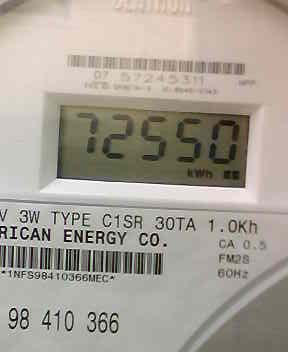 07 57245311
72550
kWh
V 3W TYPE C1SR 30TA 1.0Kh
RICAN ENERGY CO.
CA 0.5
FM2S
60Hz
*1NFS98410366MEC*
98 410 366